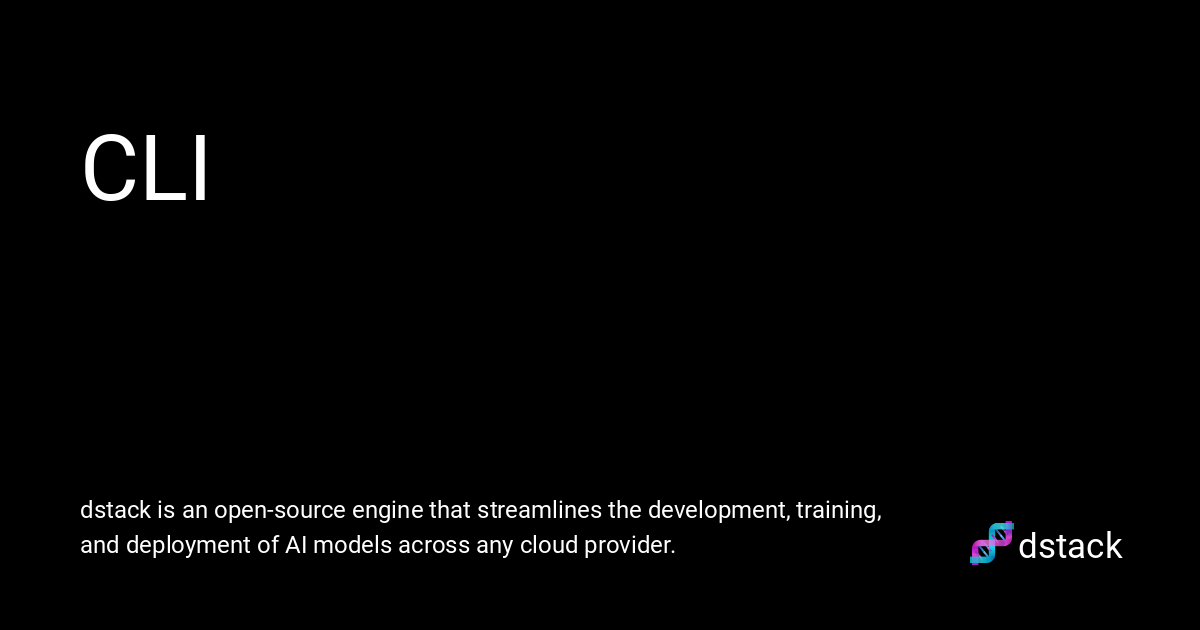 CLI
dstack is an open-source engine that streamlines the development, training,
and deployment of AI models across any cloud provider.
dstack